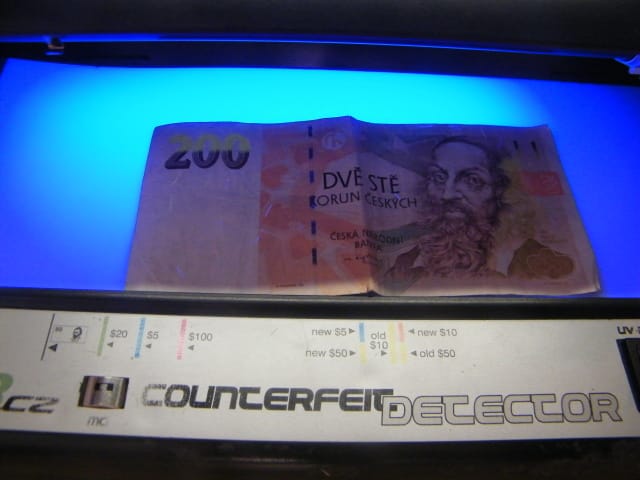 200
DVĚ STĚ
KORUN ČESKÝCH
ČESKÁ NÁRODNÍ
BANKA
$20
$5
$100
new $5
old
$10
new $10
new $50
old $50
UV
.CZ
mg
COUNTERFEIT
DETECTOR